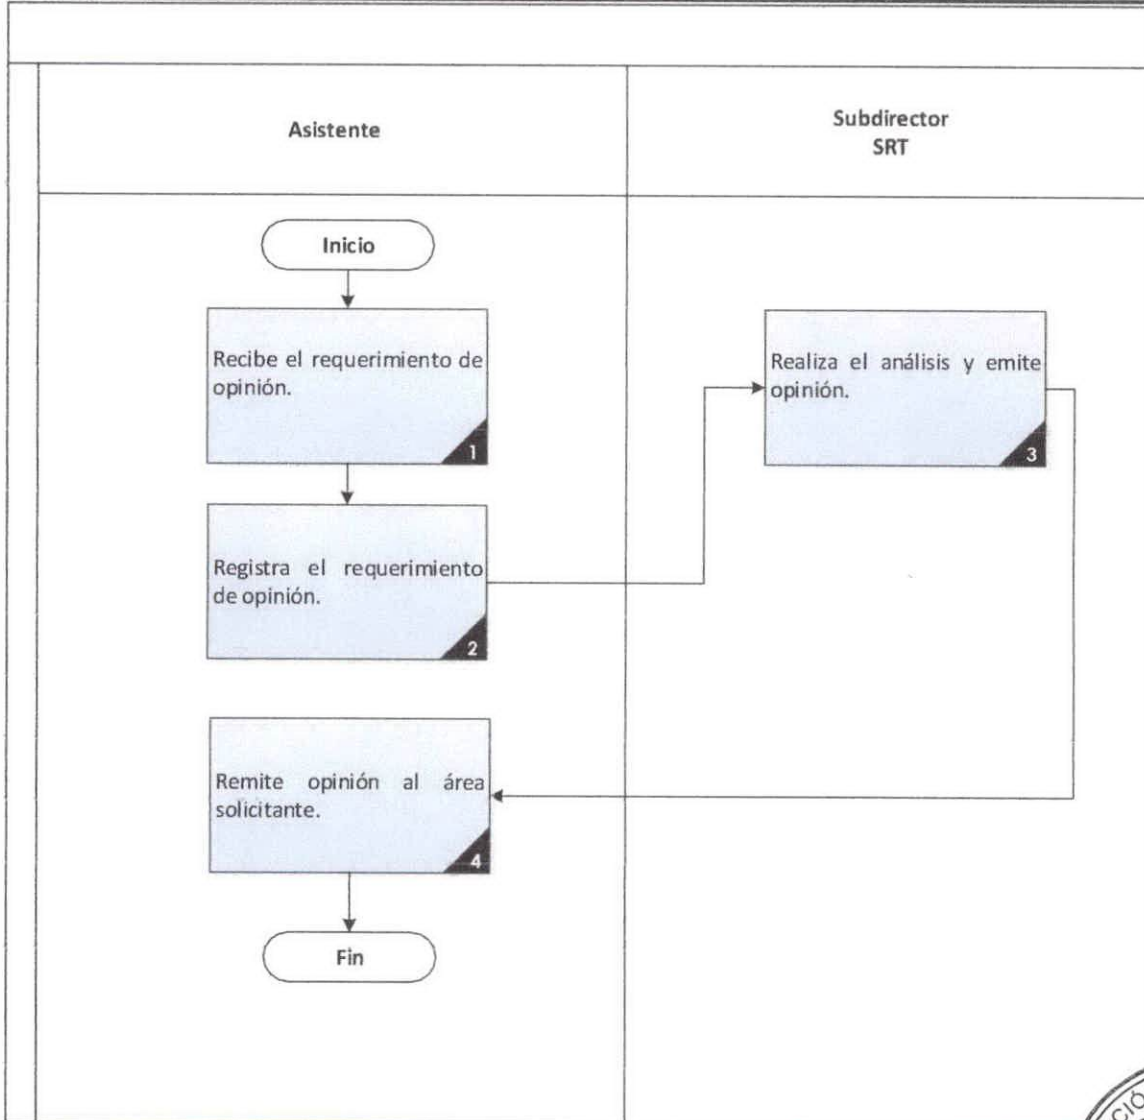 Asistente
Subdirector
SRT
Inicio
Recibe el requerimiento de
opinión.
1
Registra el requerimiento
de opinión.
2
Realiza el análisis y emite
opinión.
3
Remite opinión al área
solicitante.
4
Fin